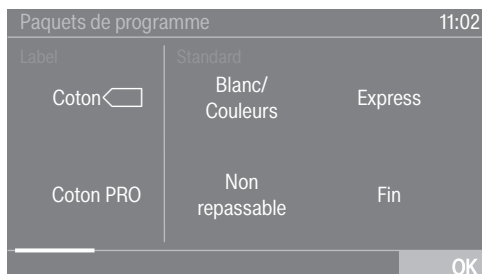 Paquets de programme 11:02
Label Standard
Coton
Blanc/
Couleurs
Express
Coton PRO
Non
repassable
Fin
OK